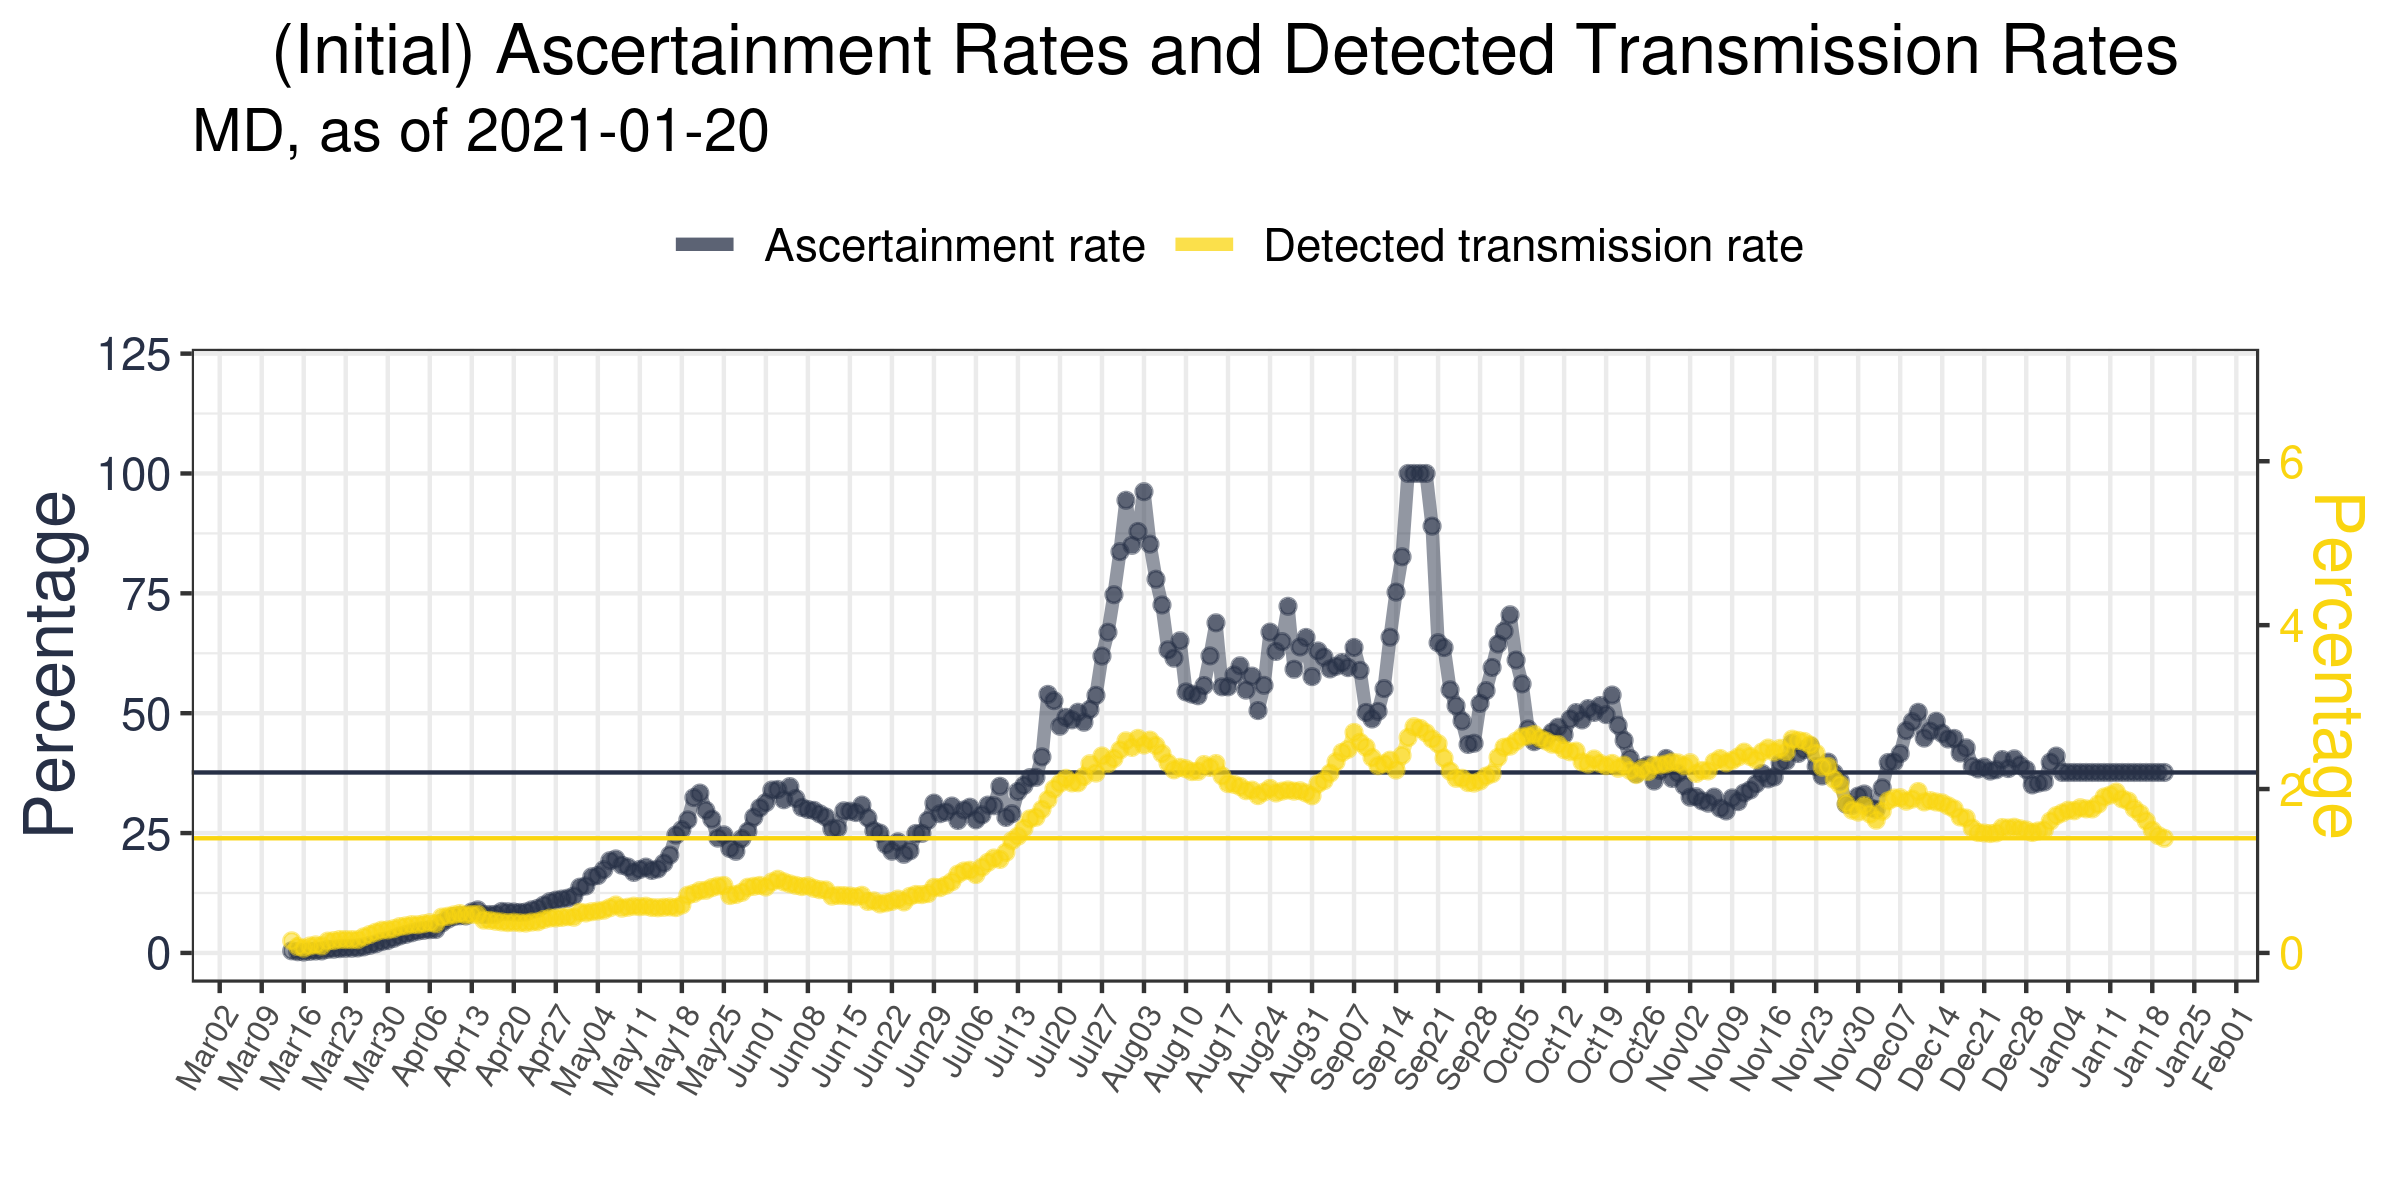 (Initial) Ascertainment Rates and Detected Transmission Rates
MD, as of 2021-01-20
Ascertainment rate
Detected transmission rate
Percentage
125
100
75
50
25
0
6
4
2
0
Percentage
Mar02
Mar09
Mar16
Mar23
Mar30
Apr06
Apr13
Apr20
Apr27
May04
May11
May18
May25
Jun01
Jun08
Jun15
Jun22
Jun29
Jul06
Jul13
Jul20
Jul27
Aug03
Aug10
Aug17
Aug24
Aug31
Sep07
Sep14
Sep21
Sep28
Oct05
Oct12
Oct19
Oct26
Nov02
Nov09
Nov16
Nov23
Nov30
Dec07
Dec14
Dec21
Dec28
Jan04
Jan11
Jan18
Jan25
Feb01